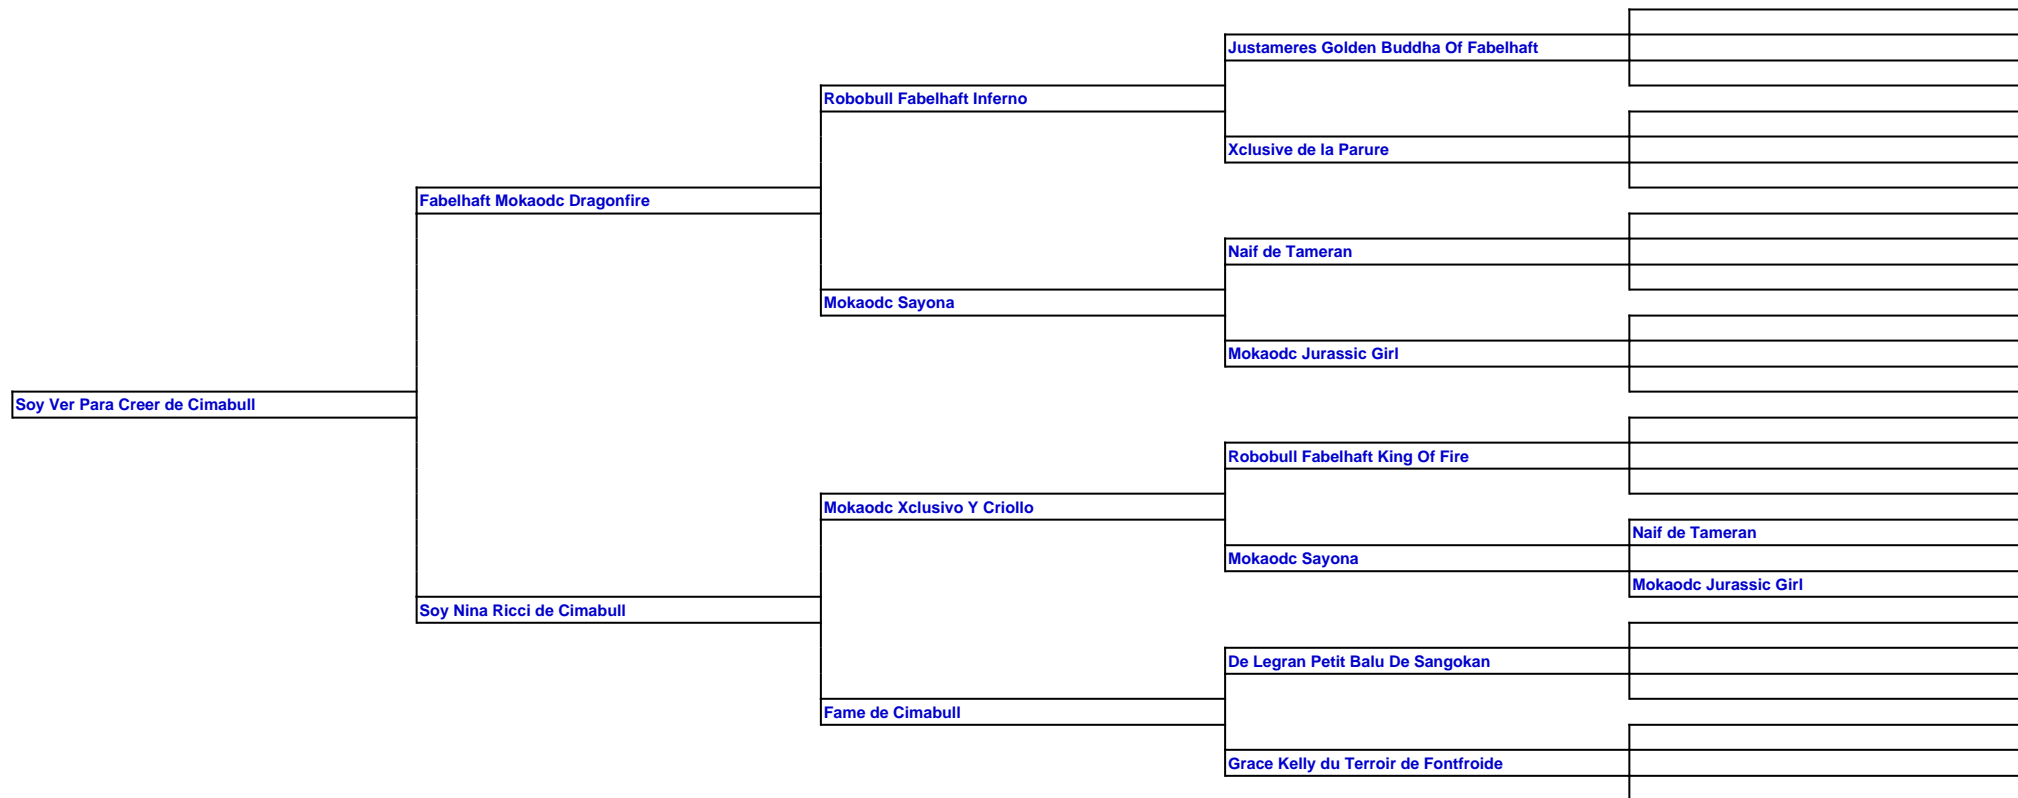 Justameres Golden Buddha Of Fabelhaft
Robobull Fabelhaft Inferno
Xclusive de la Parure
Fabelhaft Mokaodc Dragonfire
Naif de Tameran
Mokaodc Sayona
Mokaodc Jurassic Girl
Soy Ver Para Creer de Cimabull
Robobull Fabelhaft King Of Fire
Mokaodc Xclusivo Y Criollo
Naif de Tameran
Mokaodc Sayona
Mokaodc Jurassic Girl
Soy Nina Ricci de Cimabull
De Legran Petit Balu De Sangokan
Fame de Cimabull
Grace Kelly du Terroir de Fontfroide